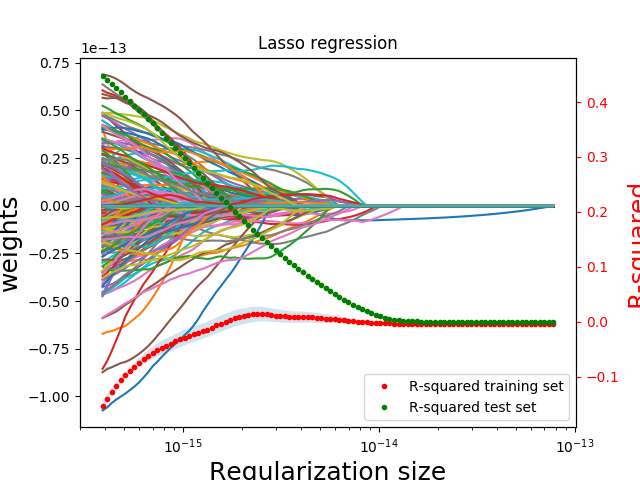 Lasso regression
1e−13
0.75
0.50
0.25
0.00
−0.25
−0.50
−0.75
−1.00
weights
0.4
0.3
0.2
0.1
0.0
−0.1
R-squared
R-squared training set
R-squared test set
10^{-15}
10^{-14}
10^{-13}
Regularization size